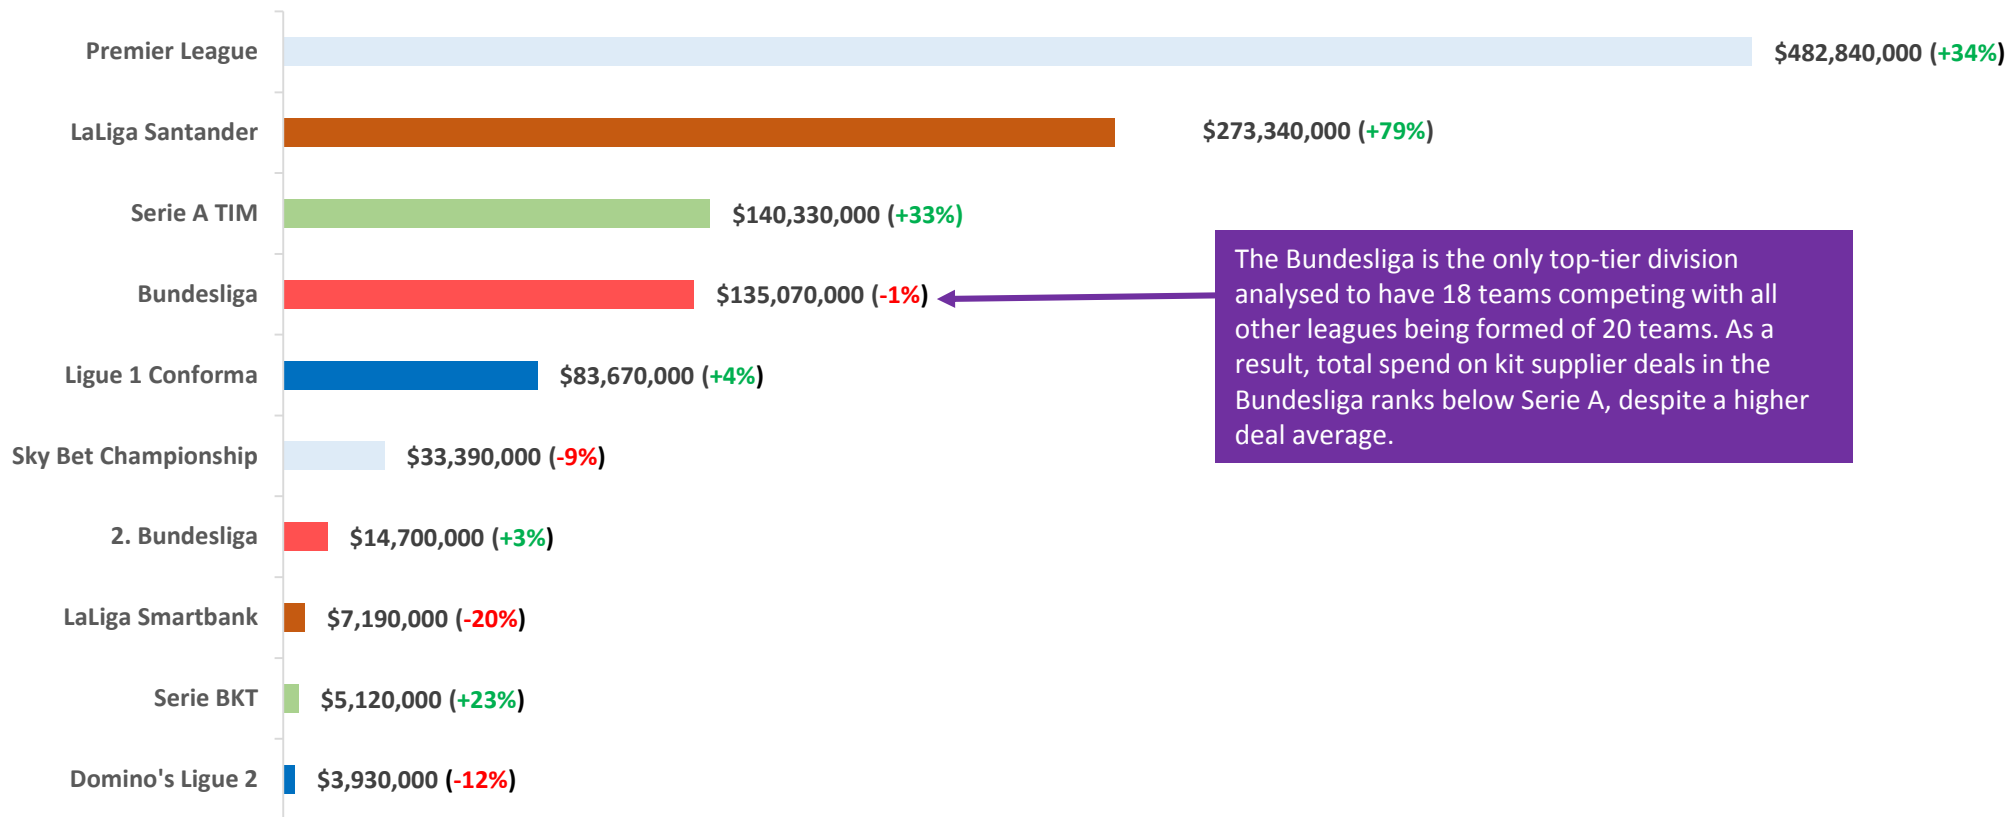 Premier League $482,840,000 (+34%)
LaLiga Santander $273,340,000 (+79%)
Serie A TIM $140,330,000 (+33%)
Bundesliga $135,070,000 (-1%)
The Bundesliga is the only top-tier division
analysed to have 18 teams competing with all
other leagues being formed of 20 teams. As a
result, total spend on kit supplier deals in the
Bundesliga ranks below Serie A, despite a higher
deal average.
Ligue 1 Conforma $83,670,000 (+4%)
Sky Bet Championship $33,390,000 (-9%)
2. Bundesliga $14,700,000 (+3%)
LaLiga Smartbank $7,190,000 (-20%)
Serie BKT $5,120,000 (+23%)
Domino's Ligue 2 $3,930,000 (-12%)